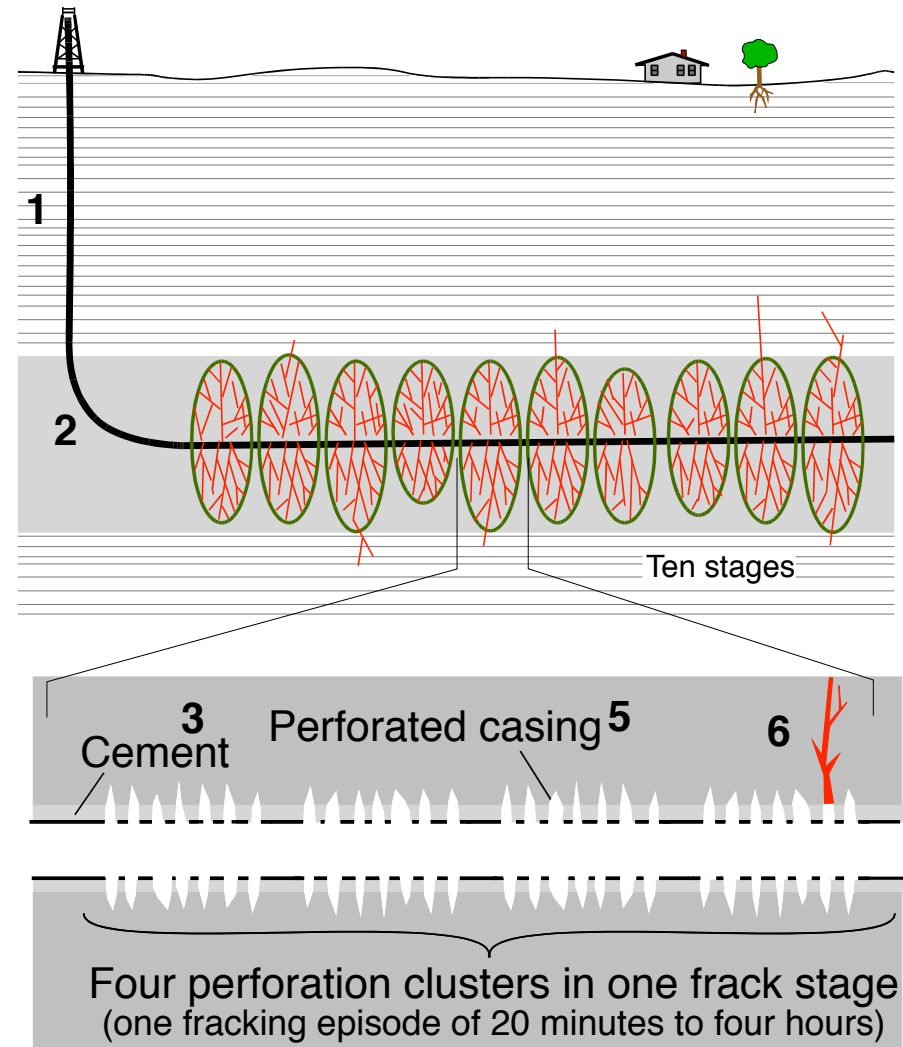 1
2
Ten stages
3
5
6
Perforated casing
Cement
Four perforation clusters in one frack stage
(one fracking episode of 20 minutes to four hours)